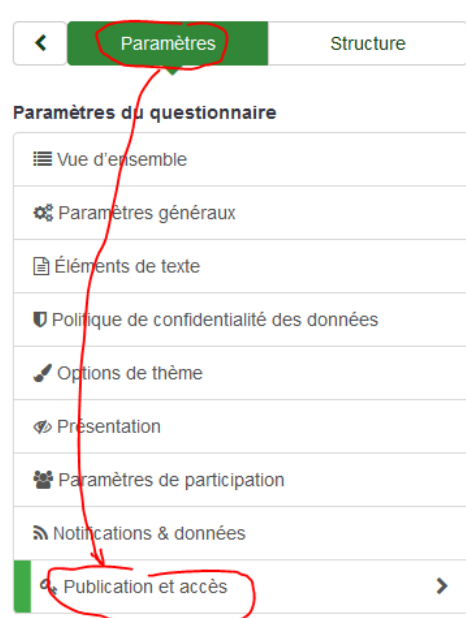 Paramètres Structure
Paramètres du questionnaire
Vue d'ensemble
Paramètres généraux
Éléments de texte
Politique de confidentialité des données
Options de thème
Présentation
Paramètres de participation
Notifications & données
Publication et accès